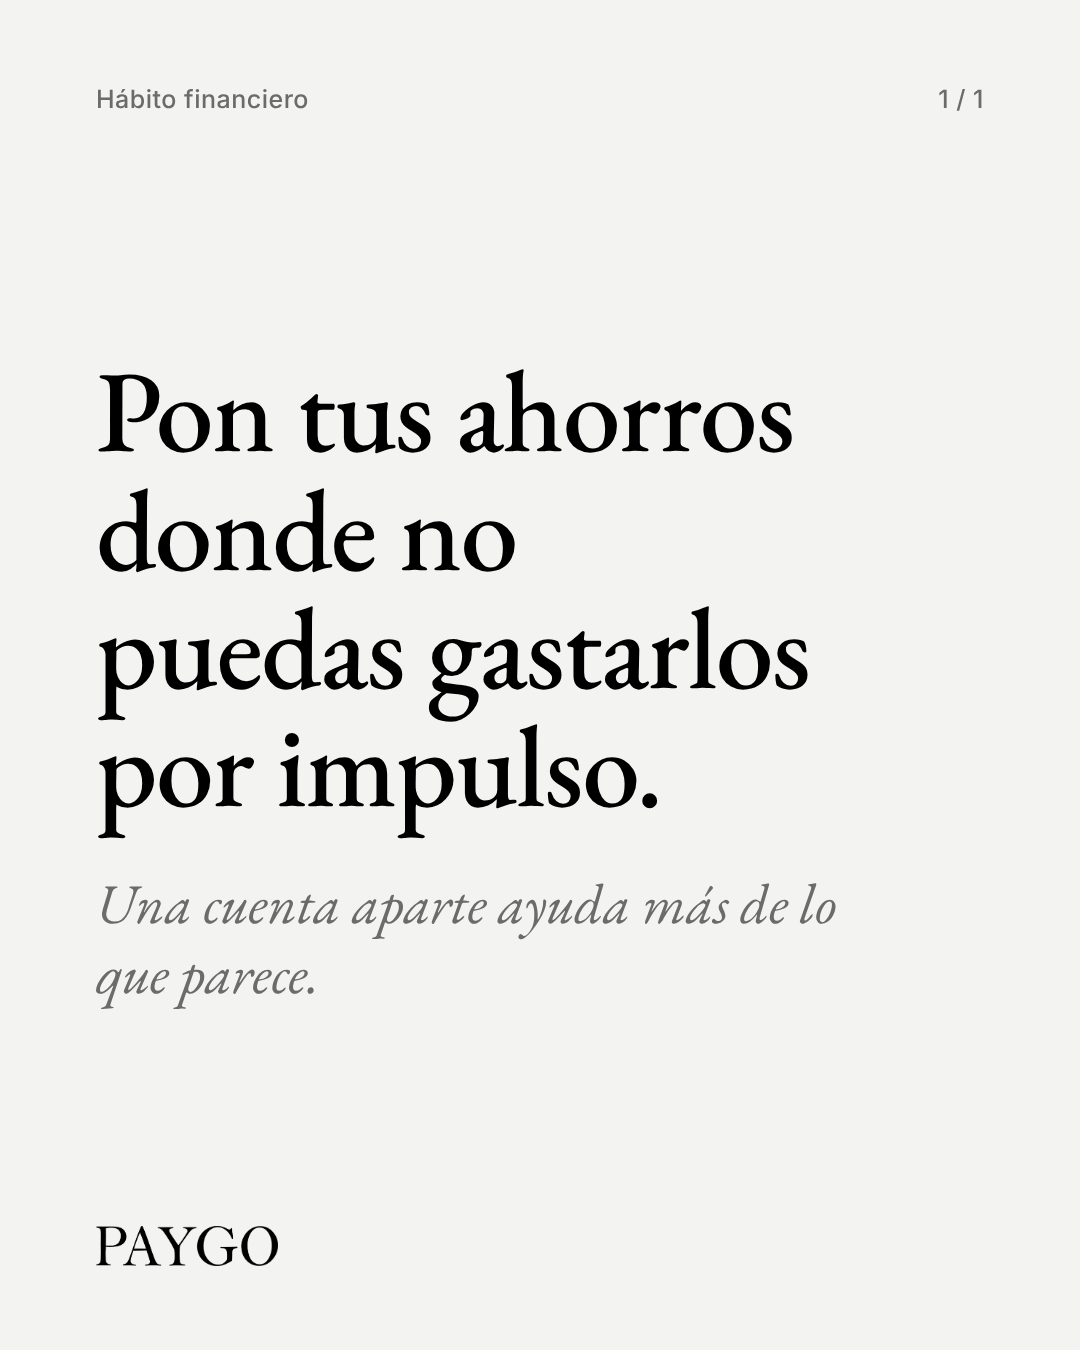 Hábito financiero
1 / 1
Pon tus ahorros
donde no
puedas gastarlos
por impulso.
Una cuenta aparte ayuda más de lo
que parece.
PAYGO